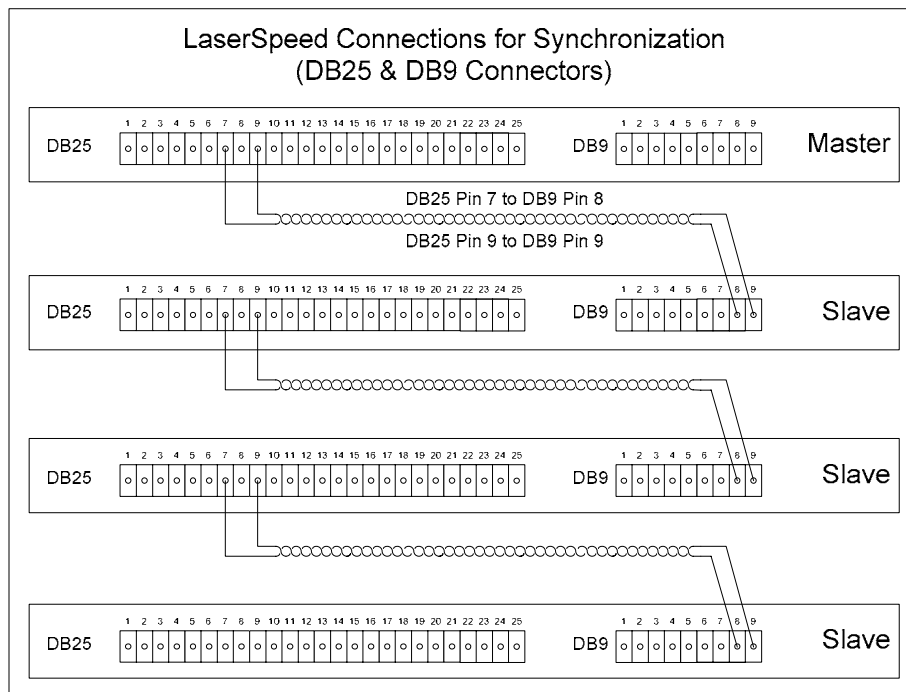 LaserSpeed Connections for Synchronization
(DB25 & DB9 Connectors)
1 2 3 4 5 6 7 8 9 10 11 12 13 14 15 16 17 18 19 20 21 22 23 24 25 1 2 3 4 5 6 7 8 9
DB25 DB9 Master
DB25 Pin 7 to DB9 Pin 8
DB25 Pin 9 to DB9 Pin 9
1 2 3 4 5 6 7 8 9 10 11 12 13 14 15 16 17 18 19 20 21 22 23 24 25 1 2 3 4 5 6 7 8 9
DB25 DB9 Slave
1 2 3 4 5 6 7 8 9 10 11 12 13 14 15 16 17 18 19 20 21 22 23 24 25 1 2 3 4 5 6 7 8 9
DB25 DB9 Slave
1 2 3 4 5 6 7 8 9 10 11 12 13 14 15 16 17 18 19 20 21 22 23 24 25 1 2 3 4 5 6 7 8 9
DB25 DB9 Slave